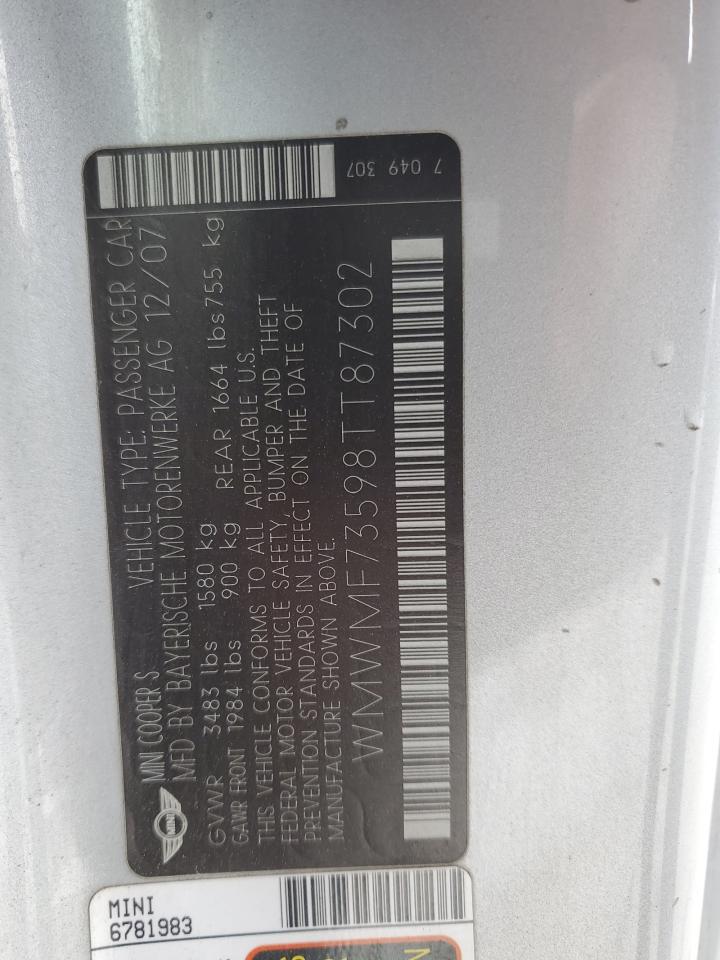 7 049 307
MINI COOPER S VEHICLE TYPE: PASSENGER CAR
MFD BY BAYERISCHE MOTORENWERKE AG 12/07
GVWR 3483 lbs 1580 kg
GAWR FRONT 1984 lbs 900 kg REAR 1664 lbs 755 kg
THIS VEHICLE CONFORMS TO ALL APPLICABLE U.S.
FEDERAL MOTOR VEHICLE SAFETY, BUMPER AND THEFT
PREVENTION STANDARDS IN EFFECT ON THE DATE OF
MANUFACTURE SHOWN ABOVE.
WMWMF73598TT87302
MINI
MINI
6781983